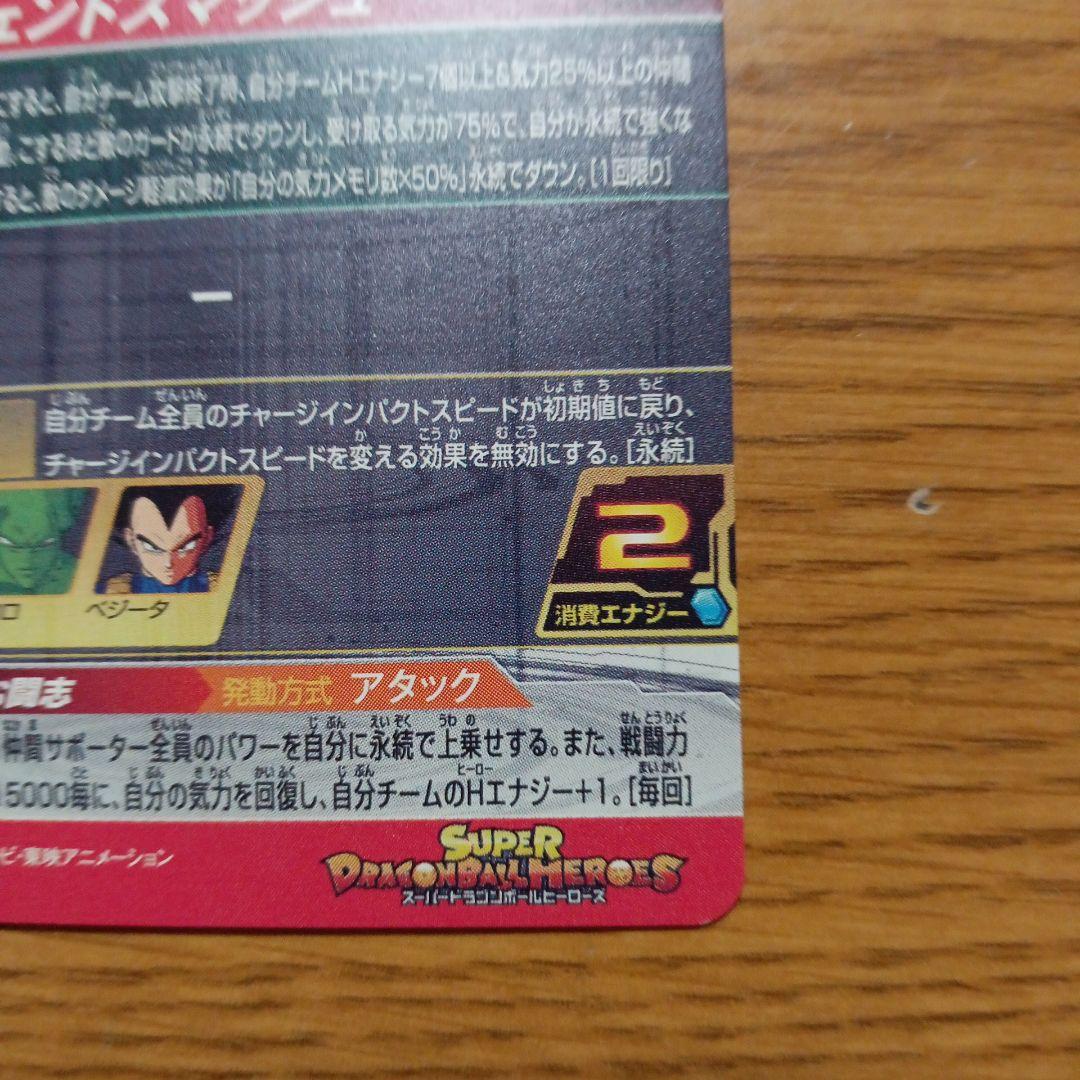 ェンドスマッシュ
にすると、自分チーム攻撃終了時、自分チームHエナジー7個以上&気力25%以上の仲間
にするほど敵のカードが永続でダウンし、受け取る気力が75%で、自分が永続で強くな
すると、敵のダメージ軽減効果が「自分の気力メモリ数×50%」永続でダウン。[1回限り]
ー
自分チーム全員のチャージインパクトスピードが初期値に戻り、
チャージインパクトスピードを変える効果を無効にする。[永続]
ロ ベジータ
2
消費エナジー
闘志 発動方式 アタック
仲間サポーター全員のパワーを自分に永続で上乗せする。また、戦闘力
15000毎に、自分の気力を回復し、自分チームのHエナジー+1。[毎回]
ビ・東映アニメーション
SUPER
DRAGONBALL HEROES
スーパードラゴンボールヒーローズ